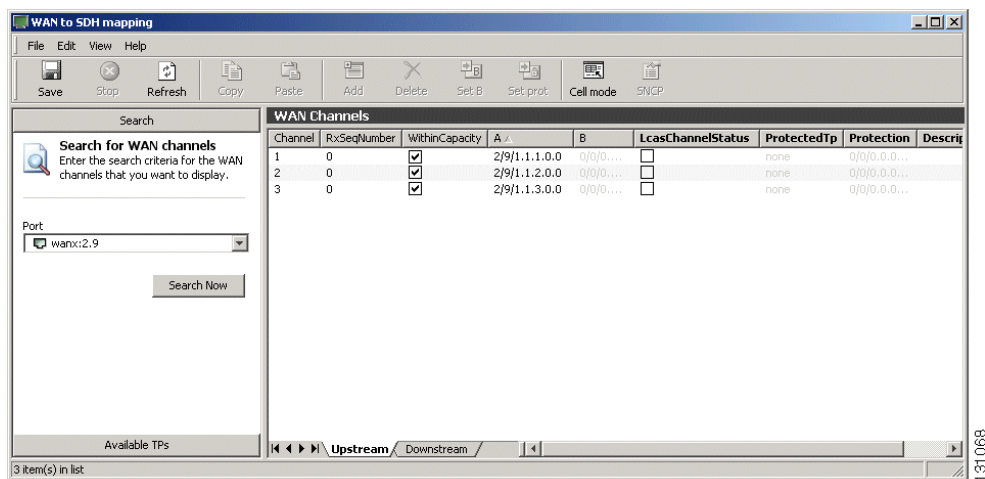 WAN to SDH mapping
File Edit View Help
Save Stop Refresh Copy Paste Add Delete Set B Set prot Cell mode SNCP
Search
Search for WAN channels
Enter the search criteria for the WAN
channels that you want to display.
Port
wanx:2.9
Search Now
Available TPs
WAN Channels
Channel RxSeqNumber WithinCapacity A B LcasChannelStatus ProtectedTp Protection Descrip
1 0 2/9/1.1.1.0.0 0/0/0.... none 0/0/0.0.0...
2 0 2/9/1.1.2.0.0 0/0/0.... none 0/0/0.0.0...
3 0 2/9/1.1.3.0.0 0/0/0.... none 0/0/0.0.0...
Upstream Downstream
3 item(s) in list
131068